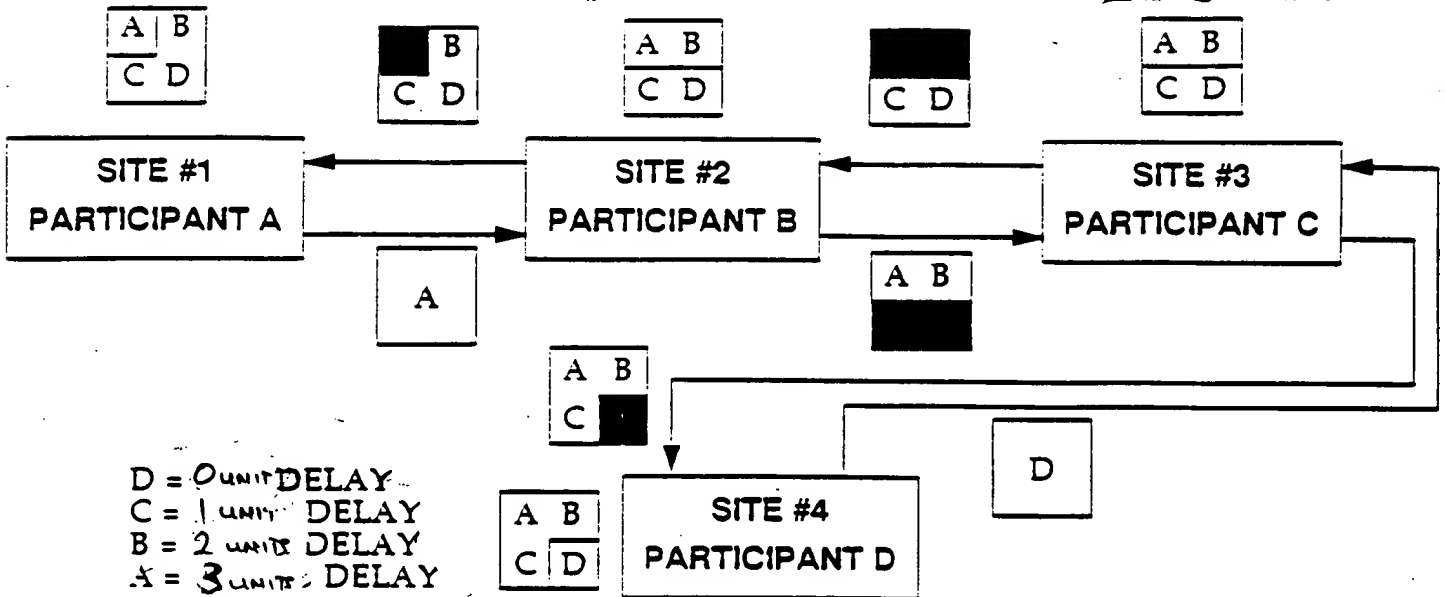 A B
C D
B
C D
A B
C D
C D
A B
C D
SITE #1
PARTICIPANT A
SITE #2
PARTICIPANT B
SITE #3
PARTICIPANT C
A
A B
A B
C
D
D = 0 UNIT DELAY
C = 1 UNIT DELAY
B = 2 UNITS DELAY
A = 3 UNITS DELAY
A B
C D
SITE #4
PARTICIPANT D